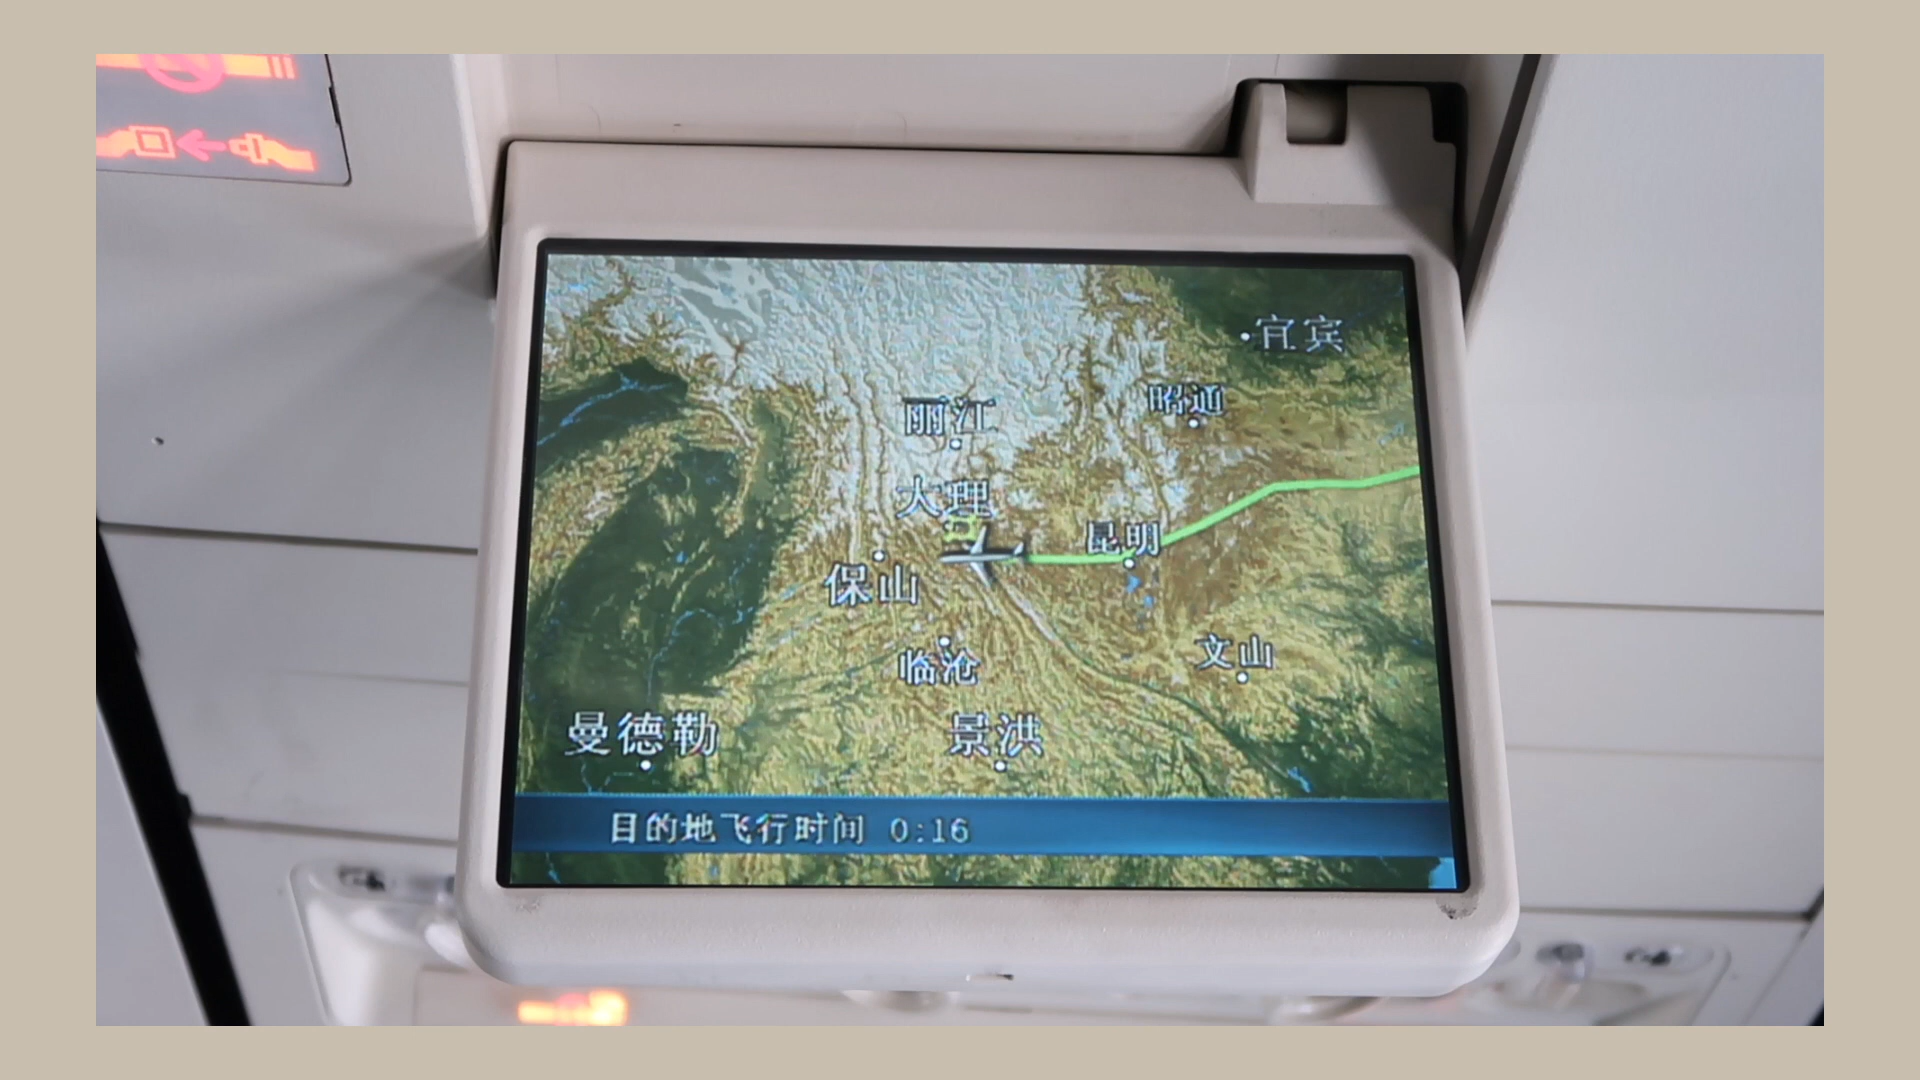 宜宾
昭通
丽江
大理
昆明
保山
文山
临沧
曼德勒
景洪
目的地飞行时间 0:16